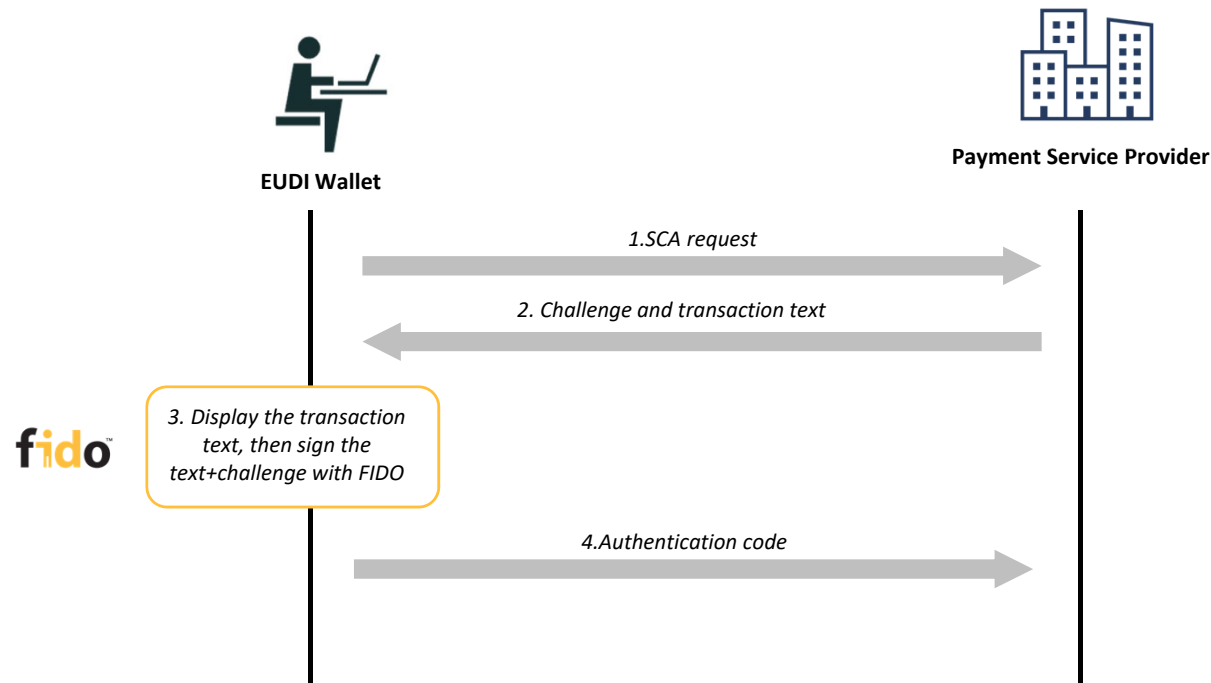 Payment Service Provider
EUDI Wallet
1.SCA request
2. Challenge and transaction text
3. Display the transaction
text, then sign the
text+challenge with FIDO
fido™
4.Authentication code